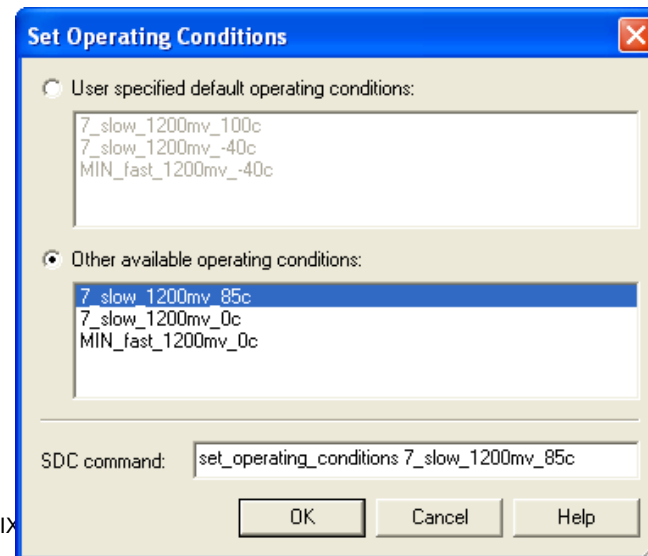 Set Operating Conditions
User specified default operating conditions:
7_slow_1200mv_100c
7_slow_1200mv_-40c
MIN_fast_1200mv_-40c
Other available operating conditions:
7_slow_1200mv_85c
7_slow_1200mv_0c
MIN_fast_1200mv_0c
SDC command: set_operating_conditions 7_slow_1200mv_85c
IX
OK Cancel Help